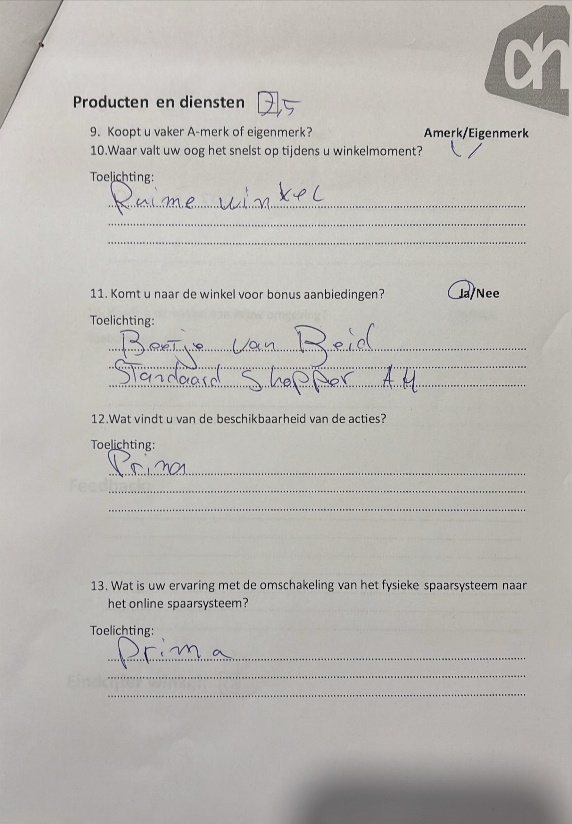 ah
Producten en diensten 7,5
9. Koopt u vaker A-merk of eigenmerk? Amerk/Eigenmerk
10.Waar valt uw oog het snelst op tijdens u winkelmoment?
Toelichting:
Ruime winkel
11. Komt u naar de winkel voor bonus aanbiedingen? Ja/Nee
Toelichting:
Beetje van Beid
Standaard Shopper AH
12.Wat vindt u van de beschikbaarheid van de acties?
Toelichting:
Prima
13. Wat is uw ervaring met de omschakeling van het fysieke spaarsysteem naar
het online spaarsysteem?
Toelichting:
Prima